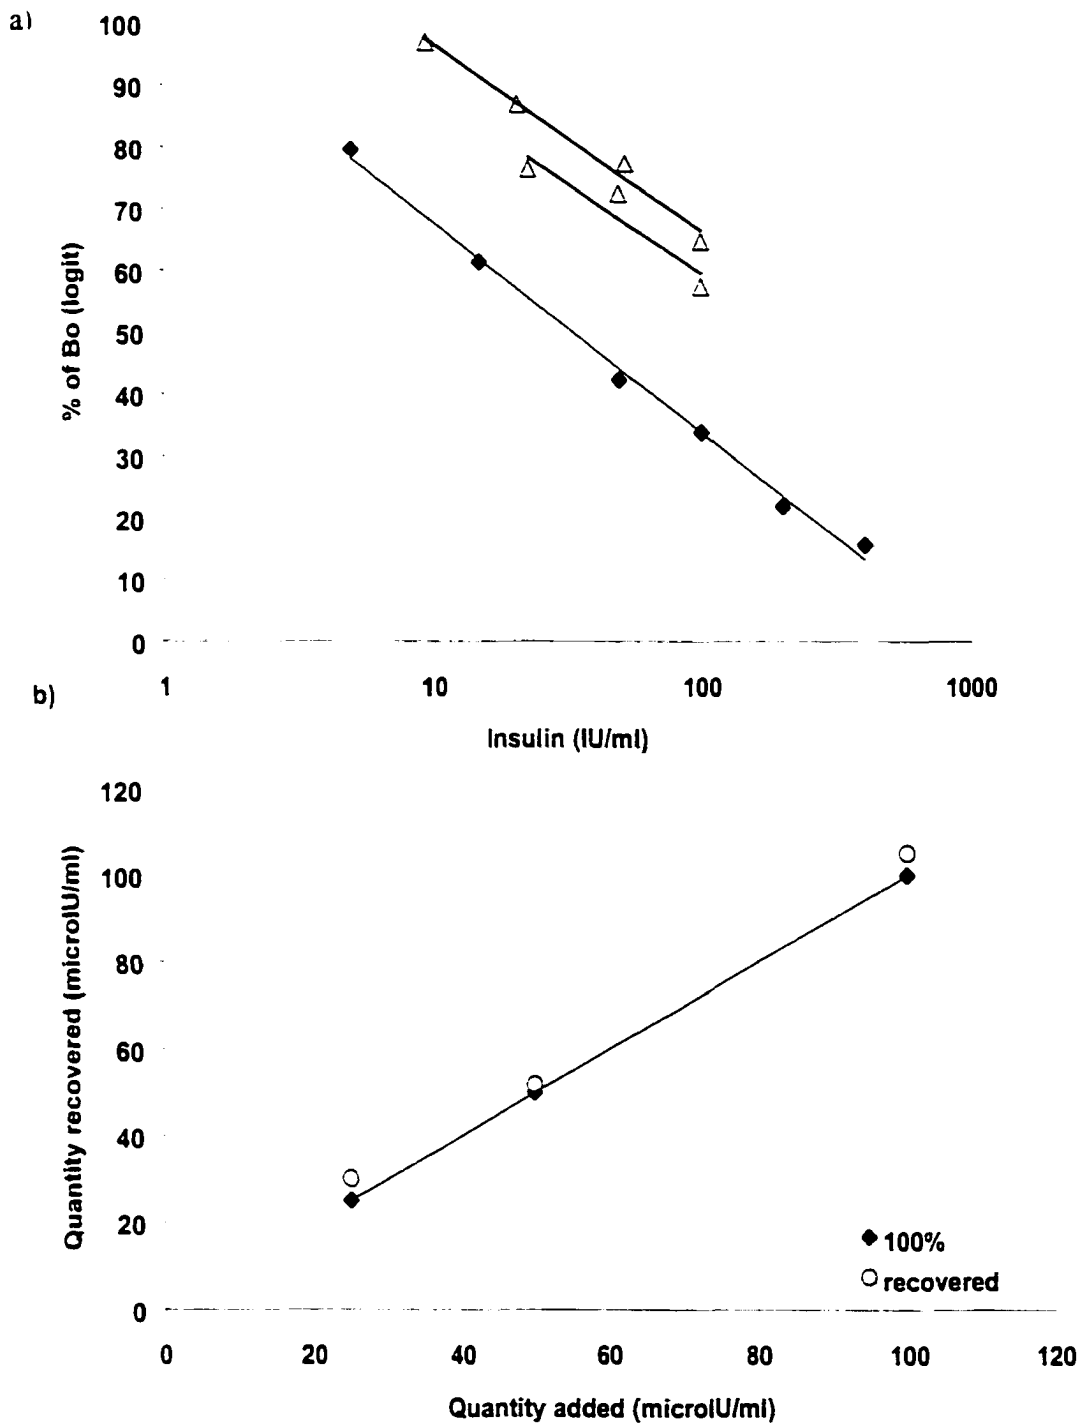 a)
100
90
80
70
60
50
40
30
20
10
0
% of Bo (logit)
1 10 100 1000
Insulin (IU/ml)
b)
120
100
80
60
40
20
0
Quantity recovered (microIU/ml)
100%
recovered
0 20 40 60 80 100 120
Quantity added (microIU/ml)